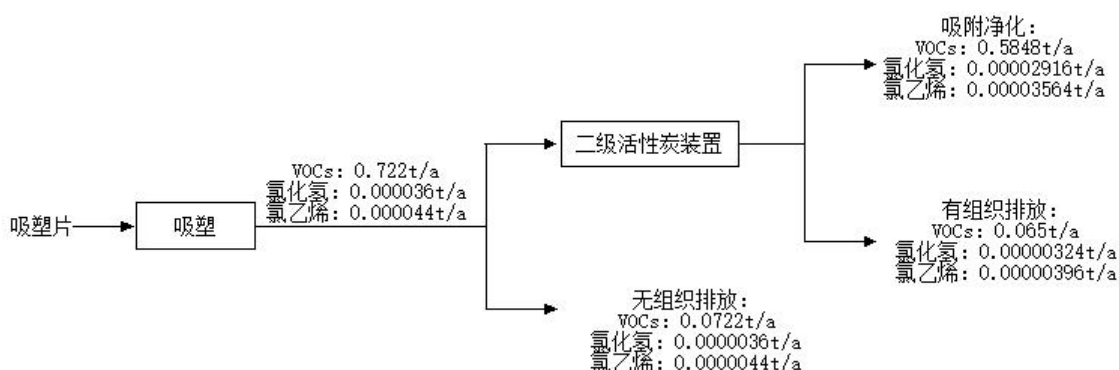 吸塑片
吸塑
VOCs: 0.722t/a
氯化氢: 0.000036t/a
氯乙烯: 0.000044t/a
二级活性炭装置
吸附净化:
VOCs: 0.5848t/a
氯化氢: 0.00002916t/a
氯乙烯: 0.00003564t/a
有组织排放:
VOCs: 0.065t/a
氯化氢: 0.00000324t/a
氯乙烯: 0.00000396t/a
无组织排放:
VOCs: 0.0722t/a
氯化氢: 0.0000036t/a
氯乙烯: 0.0000044t/a